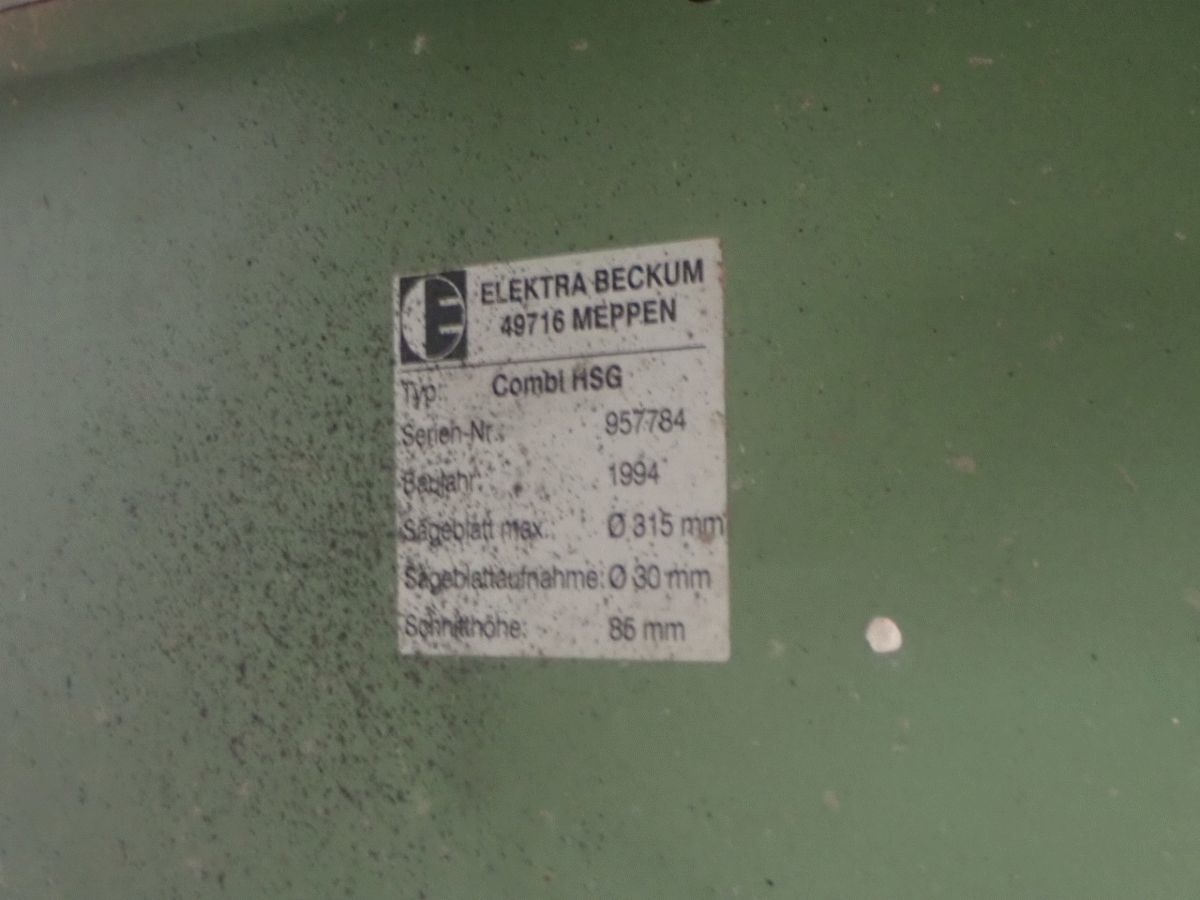 ELEKTRA BECKUM
49716 MEPPEN
Typ: Combi HSG
Serien-Nr.: 957784
Baujahr: 1994
Sägeblatt max.: Ø 315 mm
Sägeblattaufnahme: Ø 30 mm
Schnitthöhe: 85 mm